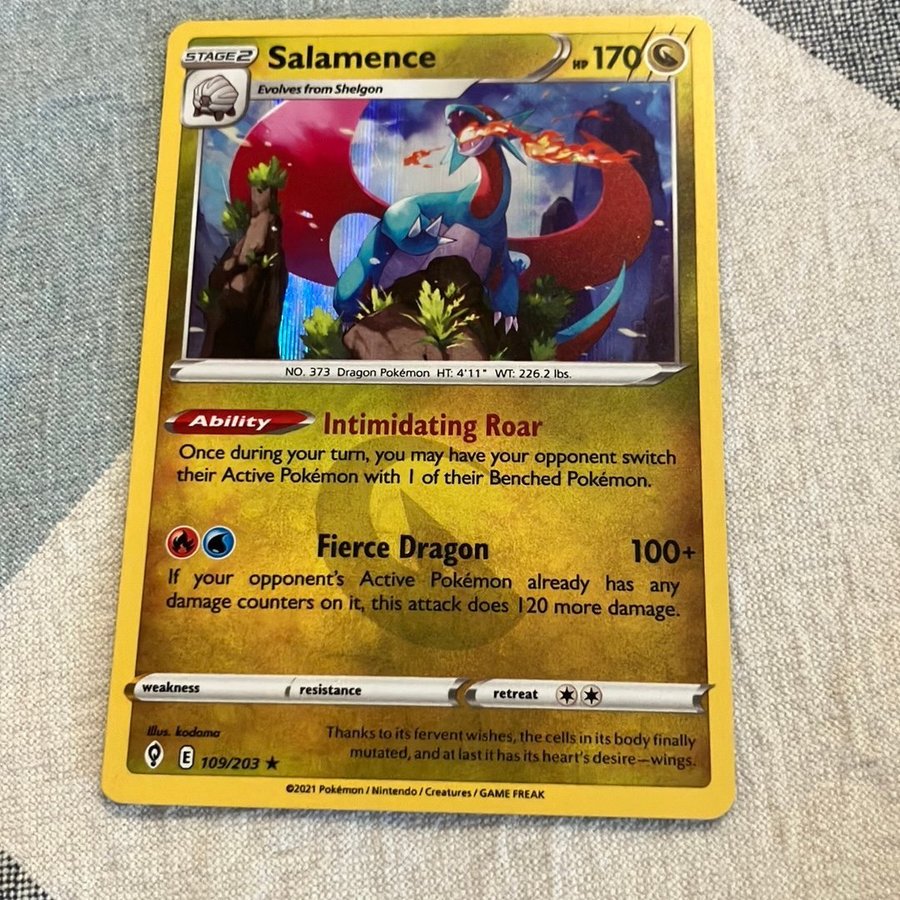 STAGE2 Salamence HP 170
Evolves from Shelgon
NO. 373 Dragon Pokémon HT: 4'11" WT: 226.2 lbs.
Ability Intimidating Roar
Once during your turn, you may have your opponent switch
their Active Pokémon with 1 of their Benched Pokémon.
Fierce Dragon 100+
If your opponent's Active Pokémon already has any
damage counters on it, this attack does 120 more damage.
weakness resistance retreat
Illus. kodama
Thanks to its fervent wishes, the cells in its body finally
mutated, and at last it has its heart's desire—wings.
E 109/203 ★
©2021 Pokémon / Nintendo / Creatures / GAME FREAK